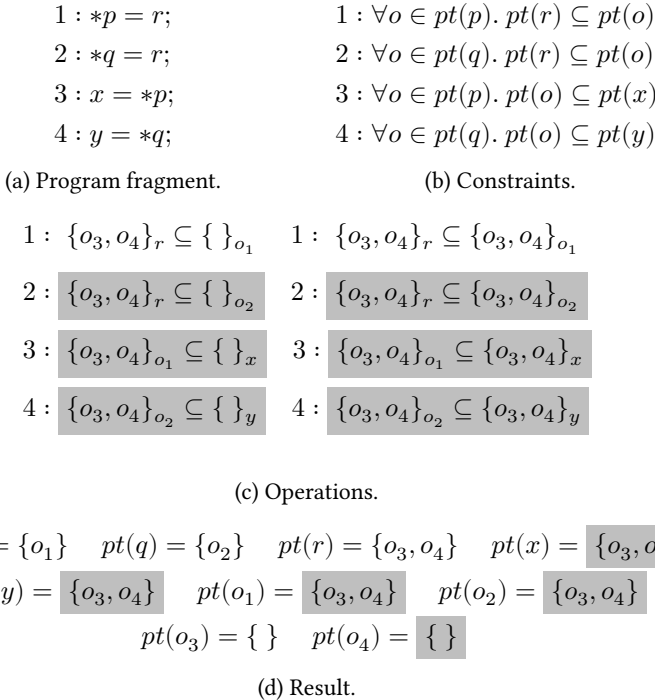 1 : ∗p = r; 1 : ∀o ∈ pt(p). pt(r) ⊆ pt(o)
2 : ∗q = r; 2 : ∀o ∈ pt(q). pt(r) ⊆ pt(o)
3 : x = ∗p; 3 : ∀o ∈ pt(p). pt(o) ⊆ pt(x)
4 : y = ∗q; 4 : ∀o ∈ pt(q). pt(o) ⊆ pt(y)
(a) Program fragment. (b) Constraints.
1 : {o₃, o₄}ᵣ ⊆ { }ₒ₁ 1 : {o₃, o₄}ᵣ ⊆ {o₃, o₄}ₒ₁
2 : {o₃, o₄}ᵣ ⊆ { }ₒ₂ 2 : {o₃, o₄}ᵣ ⊆ {o₃, o₄}ₒ₂
3 : {o₃, o₄}ₒ₁ ⊆ { }ₓ 3 : {o₃, o₄}ₒ₁ ⊆ {o₃, o₄}ₓ
4 : {o₃, o₄}ₒ₂ ⊆ { }_y 4 : {o₃, o₄}ₒ₂ ⊆ {o₃, o₄}_y
(c) Operations.
= {o₁} pt(q) = {o₂} pt(r) = {o₃, o₄} pt(x) = {o₃, o
y) = {o₃, o₄} pt(o₁) = {o₃, o₄} pt(o₂) = {o₃, o₄}
pt(o₃) = { } pt(o₄) = { }
(d) Result.